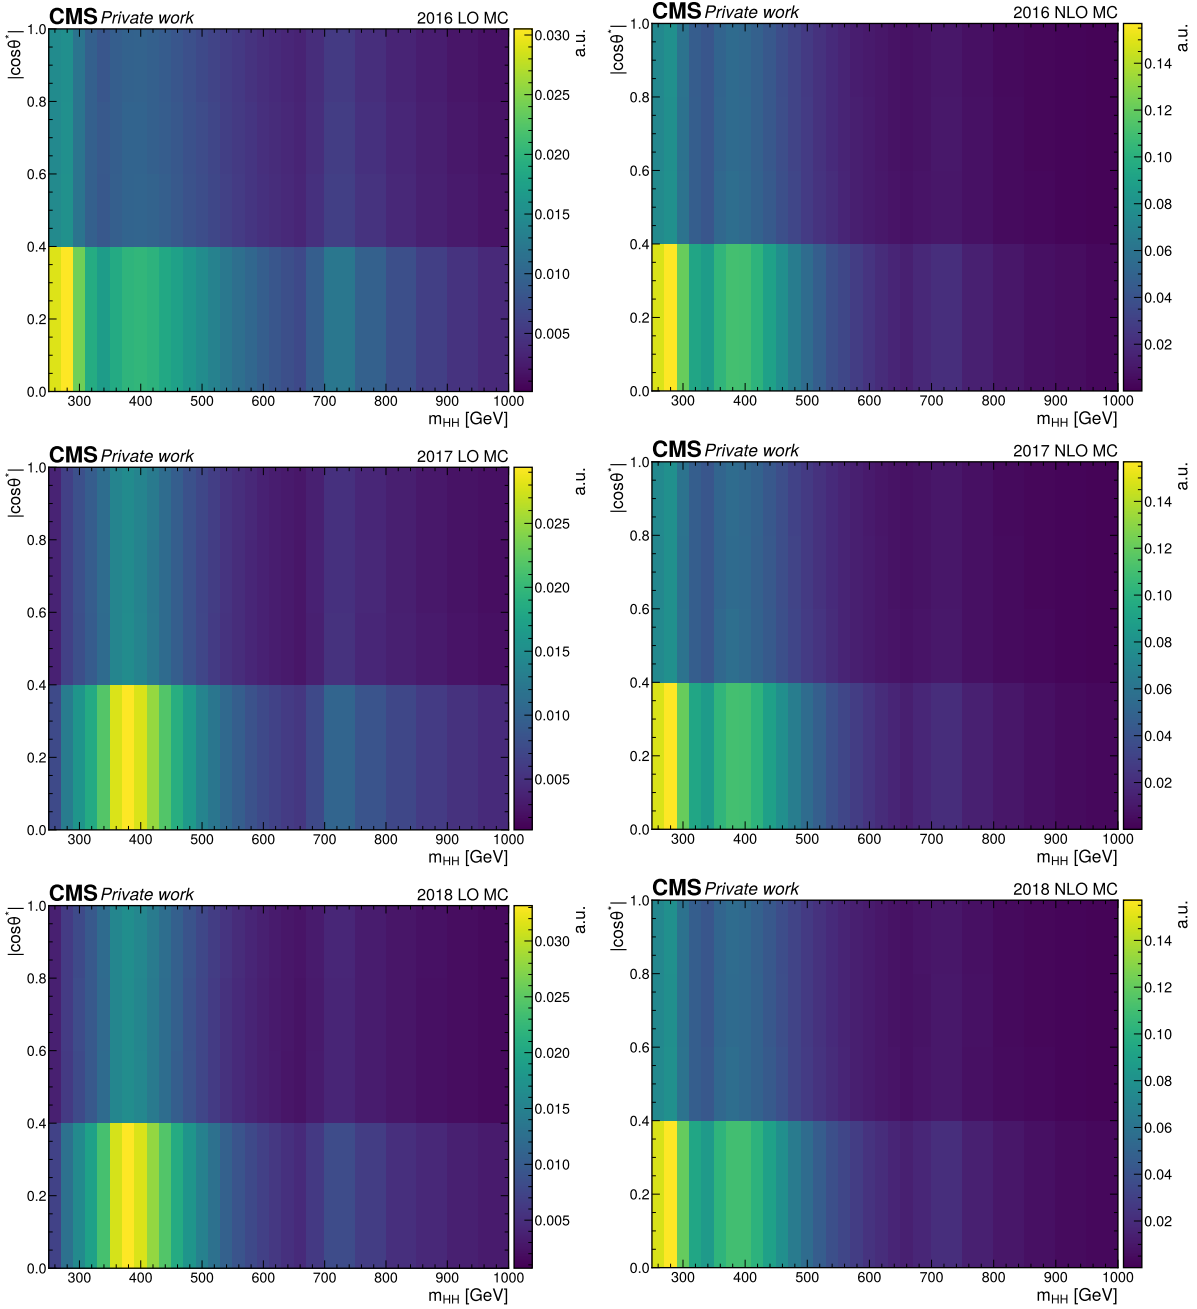 CMS Private work 2016 LO MC
|cosθ*|
1.0
0.8
0.6
0.4
0.2
0.0
300 400 500 600 700 800 900 1000
m_HH [GeV]
0.030
0.025
0.020
0.015
0.010
0.005
a.u.
CMS Private work 2016 NLO MC
|cosθ*|
1.0
0.8
0.6
0.4
0.2
0.0
300 400 500 600 700 800 900 1000
m_HH [GeV]
0.14
0.12
0.10
0.08
0.06
0.04
0.02
a.u.
CMS Private work 2017 LO MC
|cosθ*|
1.0
0.8
0.6
0.4
0.2
0.0
300 400 500 600 700 800 900 1000
m_HH [GeV]
0.025
0.020
0.015
0.010
0.005
a.u.
CMS Private work 2017 NLO MC
|cosθ*|
1.0
0.8
0.6
0.4
0.2
0.0
300 400 500 600 700 800 900 1000
m_HH [GeV]
0.14
0.12
0.10
0.08
0.06
0.04
0.02
a.u.
CMS Private work 2018 LO MC
|cosθ*|
1.0
0.8
0.6
0.4
0.2
0.0
300 400 500 600 700 800 900 1000
m_HH [GeV]
0.030
0.025
0.020
0.015
0.010
0.005
a.u.
CMS Private work 2018 NLO MC
|cosθ*|
1.0
0.8
0.6
0.4
0.2
0.0
300 400 500 600 700 800 900 1000
m_HH [GeV]
0.14
0.12
0.10
0.08
0.06
0.04
0.02
a.u.